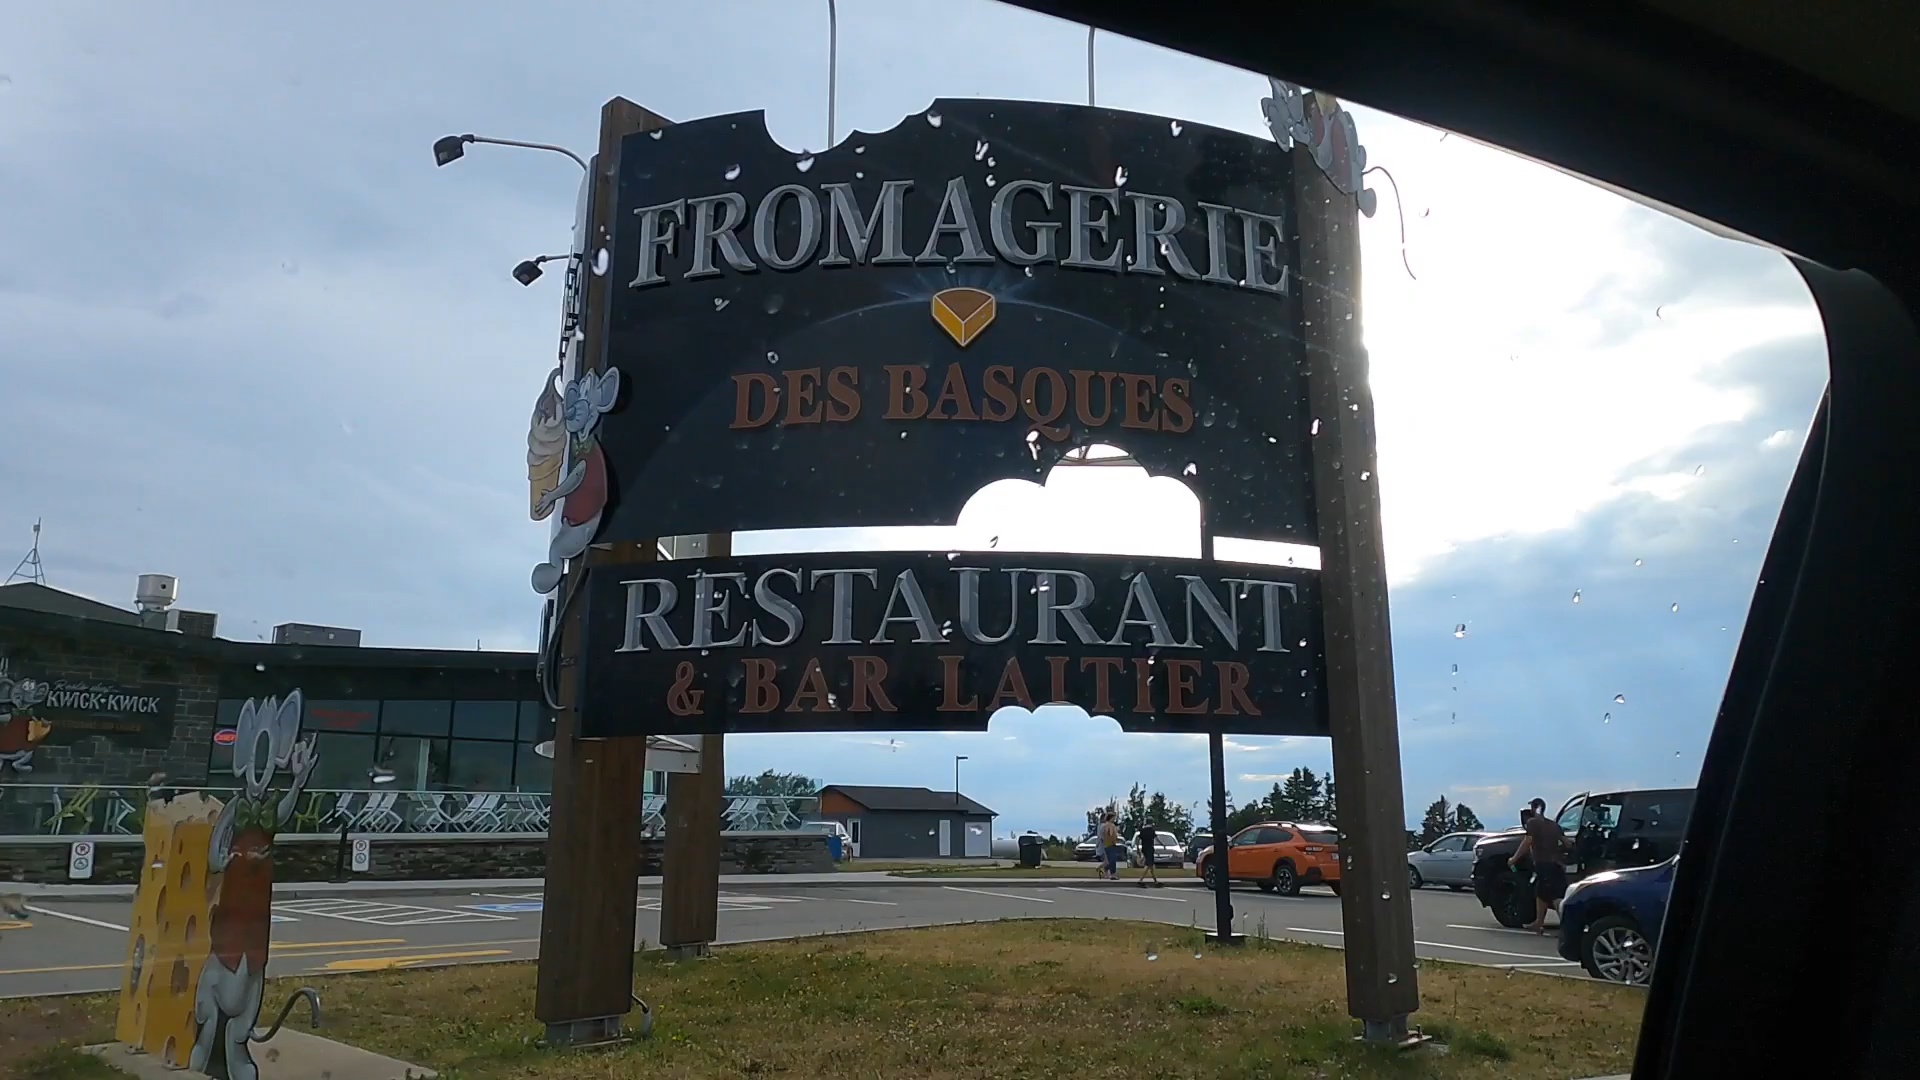 FROMAGERIE
DES BASQUES
RESTAURANT
& BAR LAITIER
KWICK-KWICK